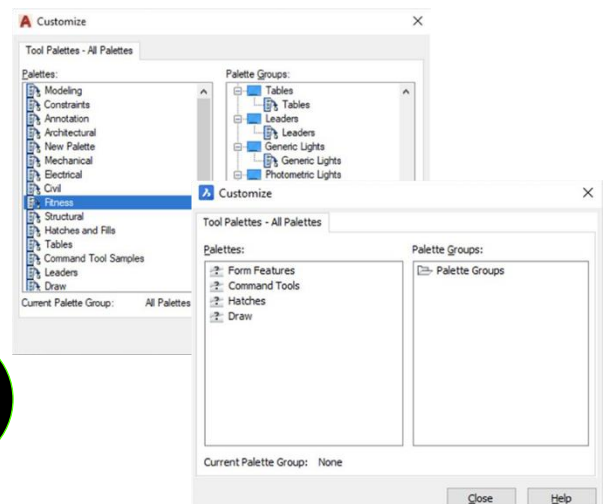 Customize
Tool Palettes - All Palettes
Palettes:
Modeling
Constraints
Annotation
Architectural
New Palette
Mechanical
Electrical
Civil
Fitness
Structural
Hatches and Fills
Tables
Command Tool Samples
Leaders
Draw
Palette Groups:
Tables
Tables
Leaders
Leaders
Generic Lights
Generic Lights
Photometric Lights
Current Palette Group: All Palettes
Customize
Tool Palettes - All Palettes
Palettes:
Form Features
Command Tools
Hatches
Draw
Palette Groups:
Palette Groups
Current Palette Group: None
Close
Help